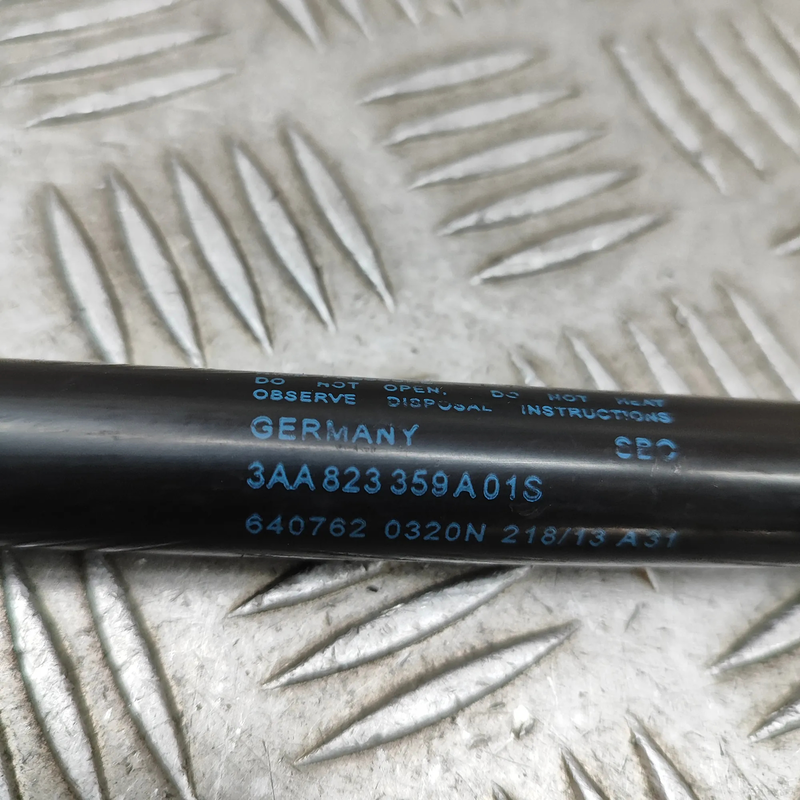 DO NOT OPEN. DO NOT HEAT
OBSERVE DISPOSAL INSTRUCTIONS
GERMANY SBC
3AA 823 359 A 01S
640762 0320N 218/13 A31